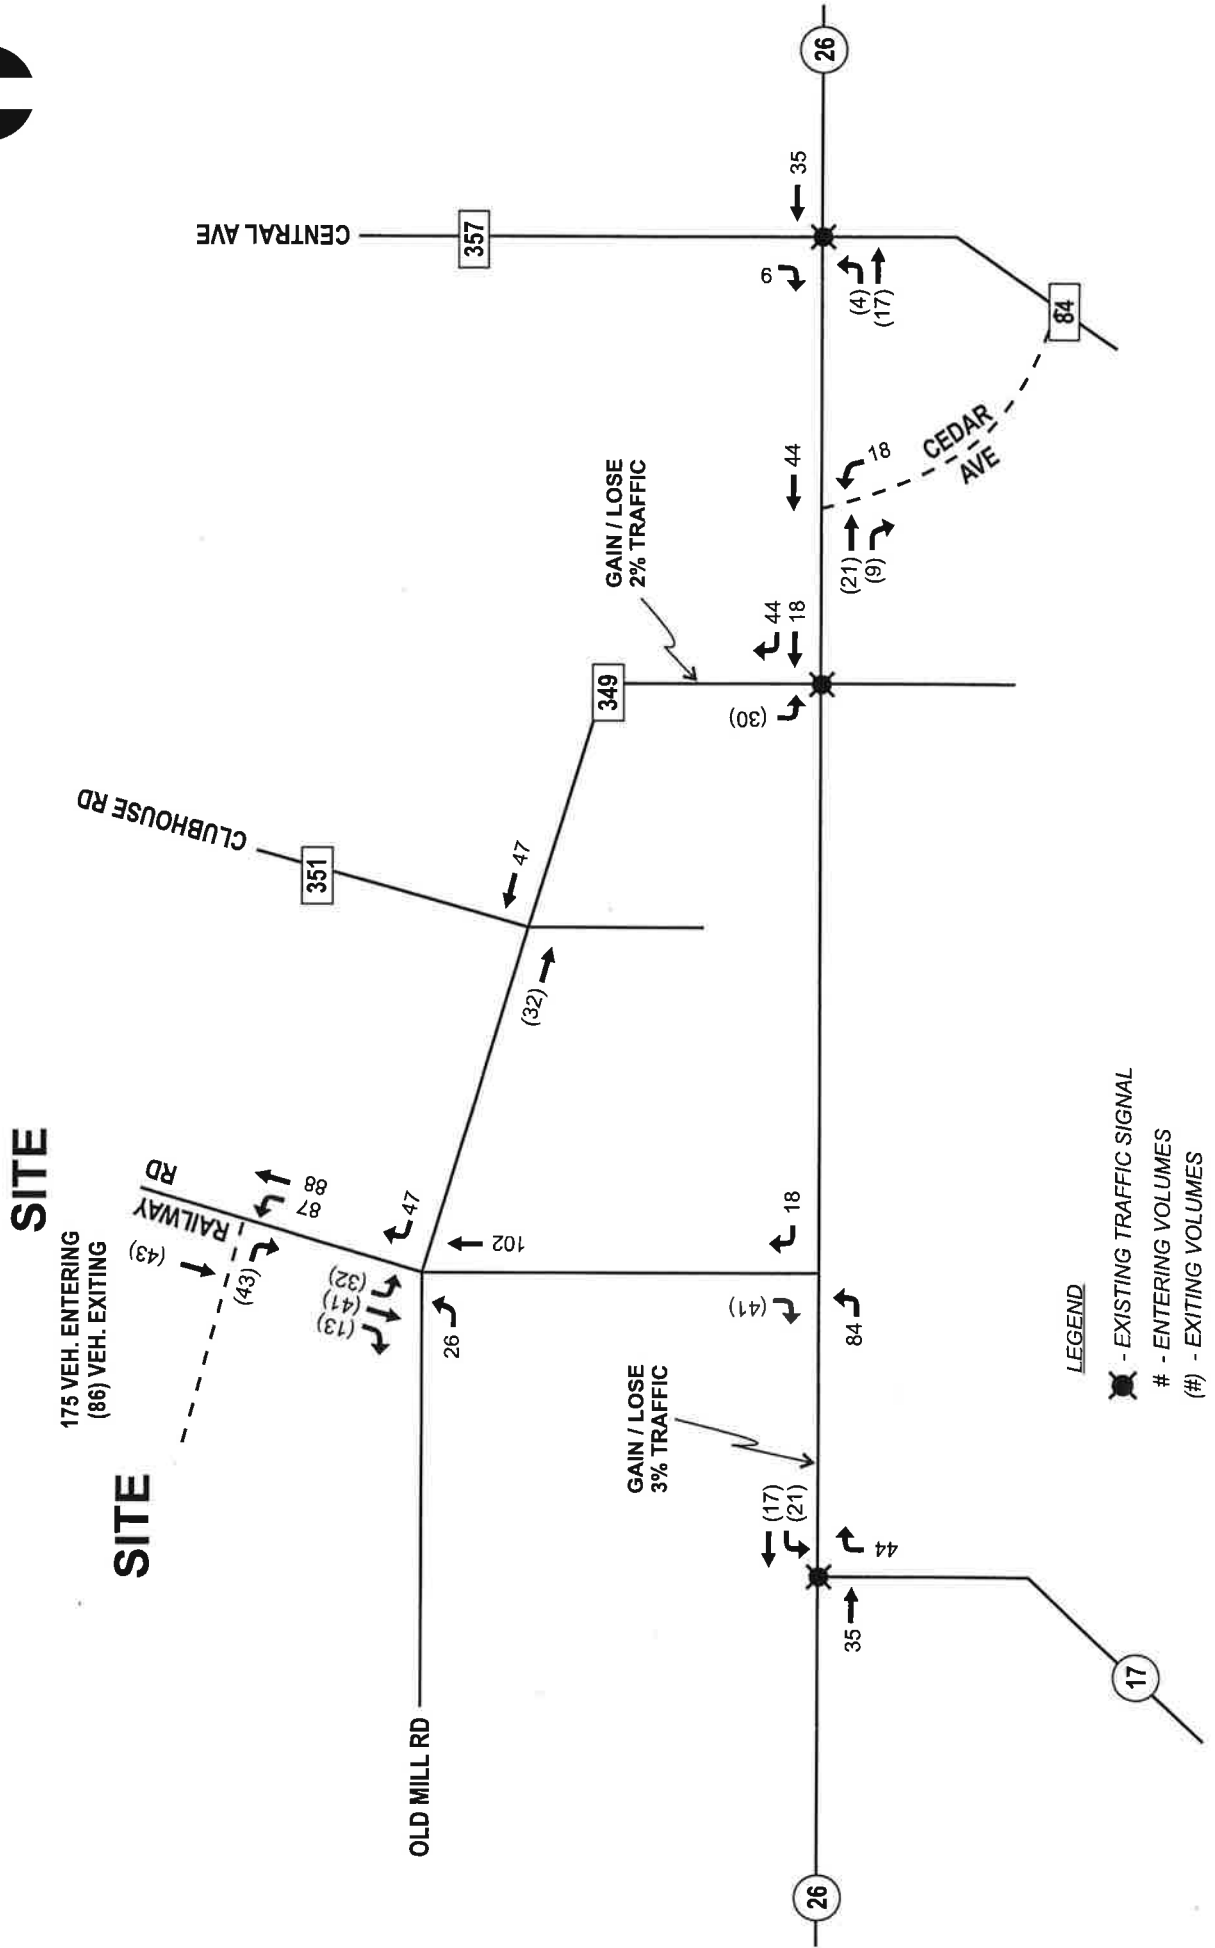 SITE
175 VEH. ENTERING
(86) VEH. EXITING
SITE
RAILWAY
RD
(43)
(43)
87
88
(13)
(41)
(32)
47
26
102
OLD MILL RD
CLUBHOUSE RD
351
47
(32)
349
GAIN / LOSE
2% TRAFFIC
CENTRAL AVE
357
35
9
(4)
(17)
26
84
CEDAR
AVE
44
18
(21)
(9)
44
18
(30)
18
(41)
84
GAIN / LOSE
3% TRAFFIC
(17)
(21)
44
35
17
26
LEGEND
- EXISTING TRAFFIC SIGNAL
# - ENTERING VOLUMES
(#) - EXITING VOLUMES